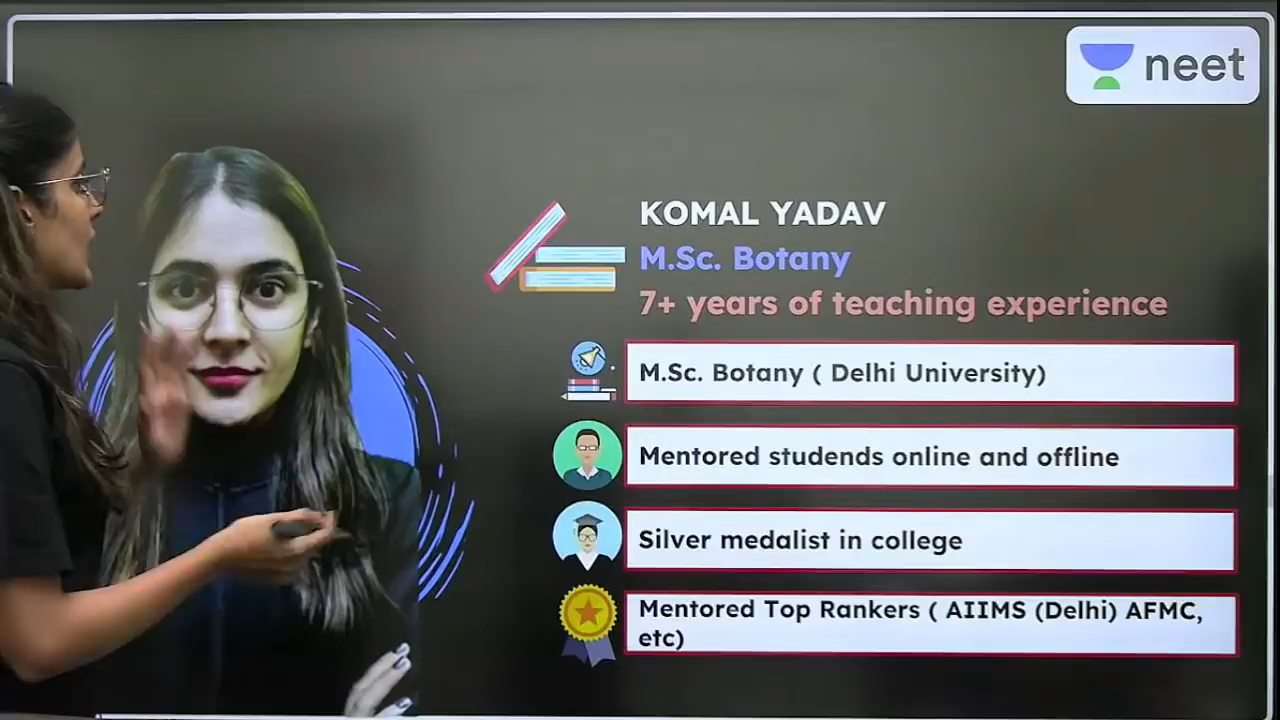 neet
KOMAL YADAV
M.Sc. Botany
7+ years of teaching experience
M.Sc. Botany ( Delhi University)
Mentored studends online and offline
Silver medalist in college
Mentored Top Rankers ( AIIMS (Delhi) AFMC,
etc)